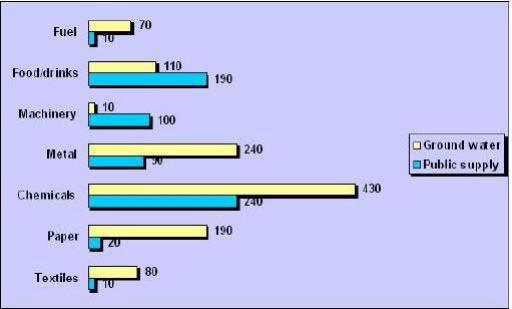 Fuel 70
10
Food/drinks 110
190
Machinery 10
100
Metal 240
90
Chemicals 430
240
Paper 190
20
Textiles 80
10
Ground water
Public supply